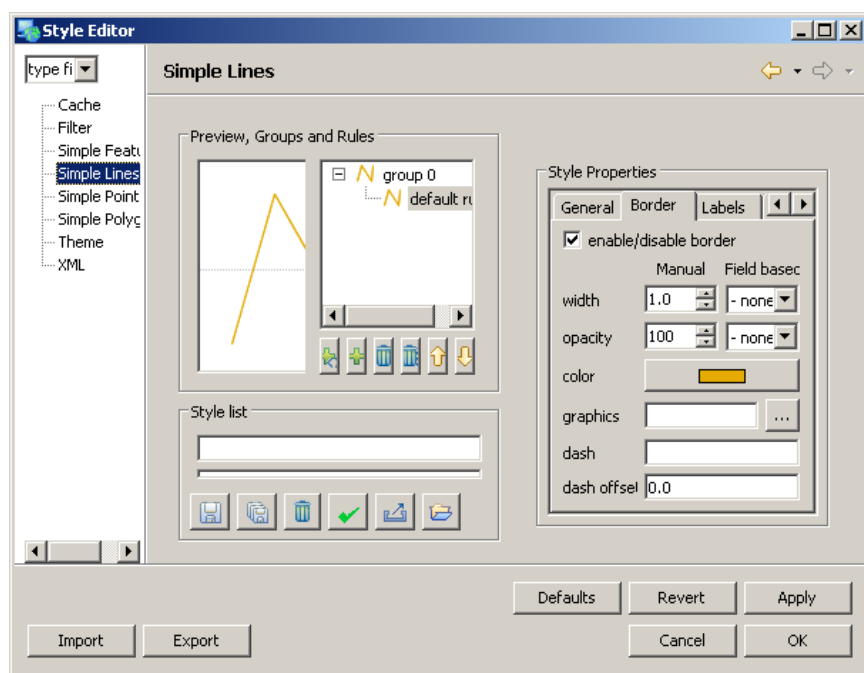 Style Editor
type fi
Simple Lines
Cache
Filter
Simple Featu
Simple Lines
Simple Point
Simple Polyg
Theme
XML
Preview, Groups and Rules
group 0
default ru
Style list
Style Properties
General Border Labels
enable/disable border
Manual Field basec
width 1.0 - none
opacity 100 - none
color
graphics ...
dash
dash offset 0.0
Defaults Revert Apply
Import Export Cancel OK